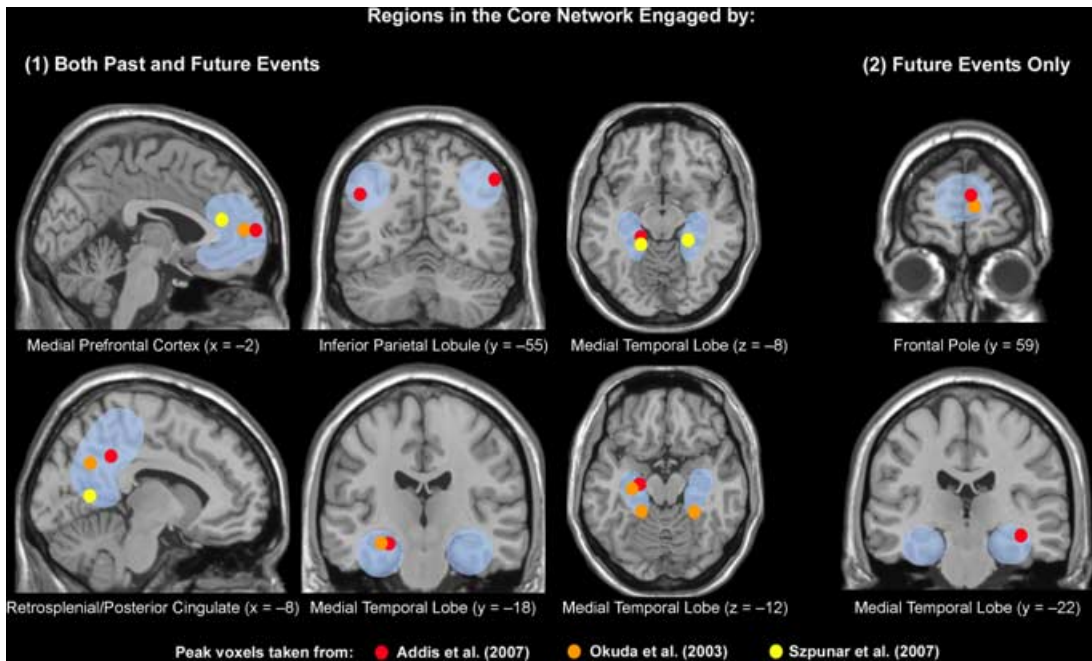 Regions in the Core Network Engaged by:
(1) Both Past and Future Events
(2) Future Events Only
Medial Prefrontal Cortex (x = –2)
Inferior Parietal Lobule (y = –55)
Medial Temporal Lobe (z = –8)
Frontal Pole (y = 59)
Retrosplenial/Posterior Cingulate (x = –8)
Medial Temporal Lobe (y = –18)
Medial Temporal Lobe (z = –12)
Medial Temporal Lobe (y = –22)
Peak voxels taken from: Addis et al. (2007) Okuda et al. (2003) Szpunar et al. (2007)